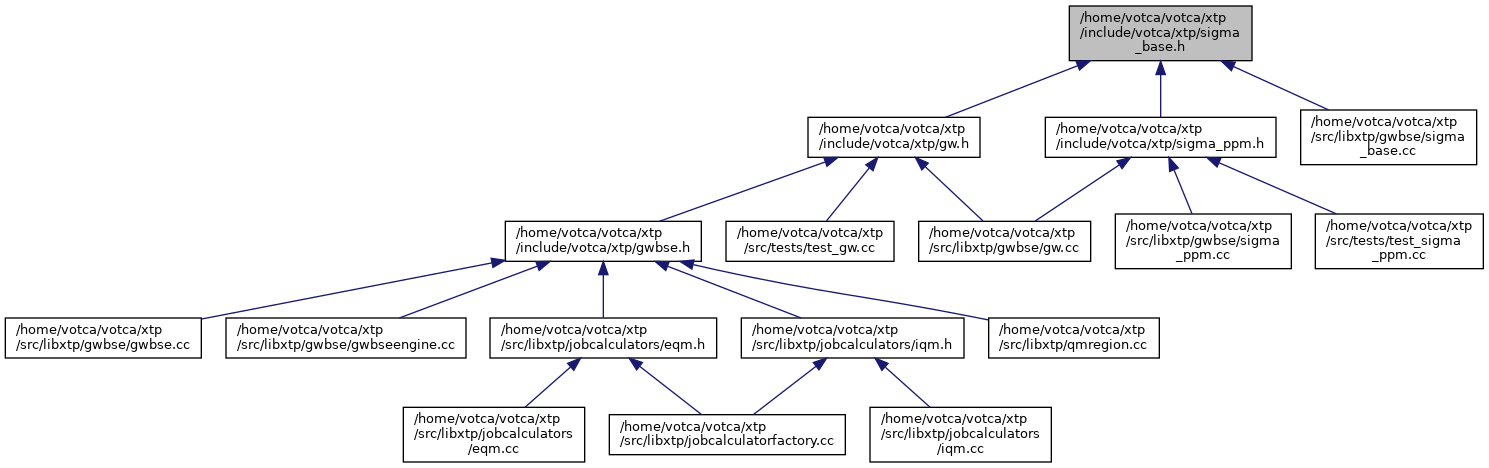 /home/votca/votca/xtp
/include/votca/xtp/sigma
_base.h
/home/votca/votca/xtp
/include/votca/xtp/gw.h
/home/votca/votca/xtp
/include/votca/xtp/sigma_ppm.h
/home/votca/votca/xtp
/src/libxtp/gwbse/sigma
_base.cc
/home/votca/votca/xtp
/include/votca/xtp/gwbse.h
/home/votca/votca/xtp
/src/tests/test_gw.cc
/home/votca/votca/xtp
/src/libxtp/gwbse/gw.cc
/home/votca/votca/xtp
/src/libxtp/gwbse/sigma
_ppm.cc
/home/votca/votca/xtp
/src/tests/test_sigma
_ppm.cc
/home/votca/votca/xtp
/src/libxtp/gwbse/gwbse.cc
/home/votca/votca/xtp
/src/libxtp/gwbse/gwbseengine.cc
/home/votca/votca/xtp
/src/libxtp/jobcalculators/eqm.h
/home/votca/votca/xtp
/src/libxtp/jobcalculators/iqm.h
/home/votca/votca/xtp
/src/libxtp/qmregion.cc
/home/votca/votca/xtp
/src/libxtp/jobcalculators
/eqm.cc
/home/votca/votca/xtp
/src/libxtp/jobcalculatorfactory.cc
/home/votca/votca/xtp
/src/libxtp/jobcalculators
/iqm.cc